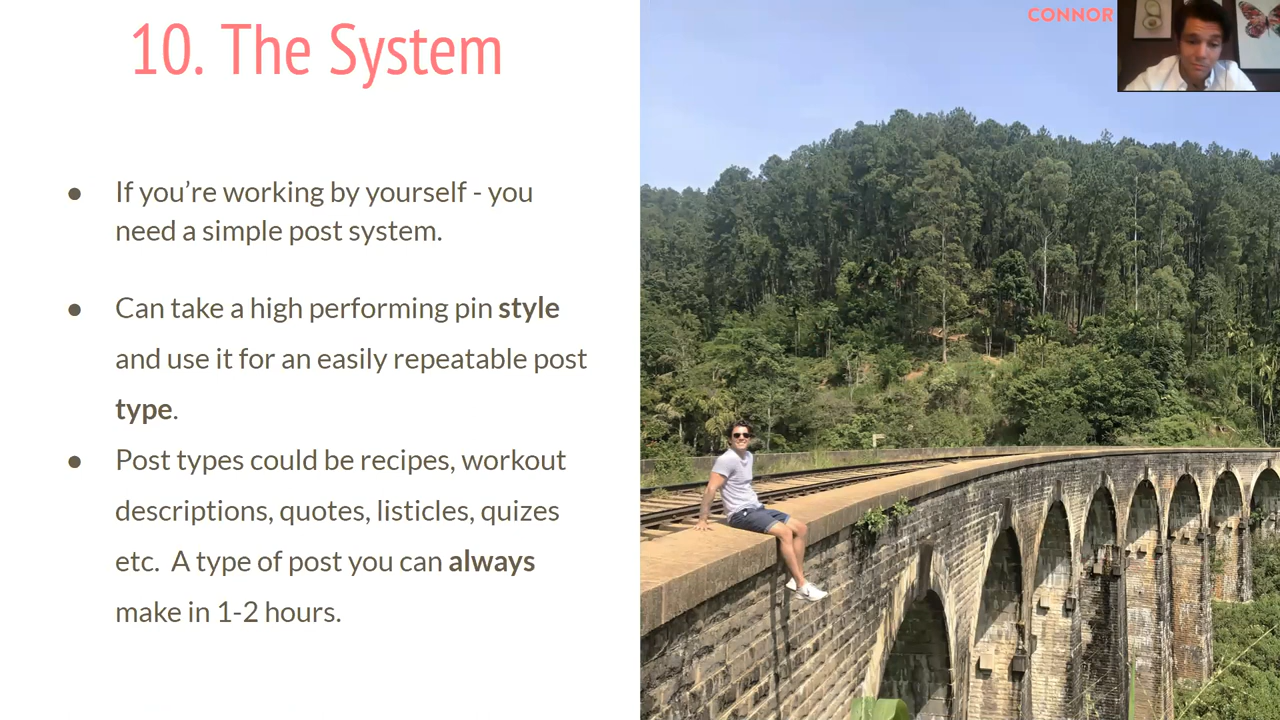 10. The System
CONNOR
● If you’re working by yourself - you
need a simple post system.
● Can take a high performing pin style
and use it for an easily repeatable post
type.
● Post types could be recipes, workout
descriptions, quotes, listicles, quizes
etc.  A type of post you can always
make in 1-2 hours.